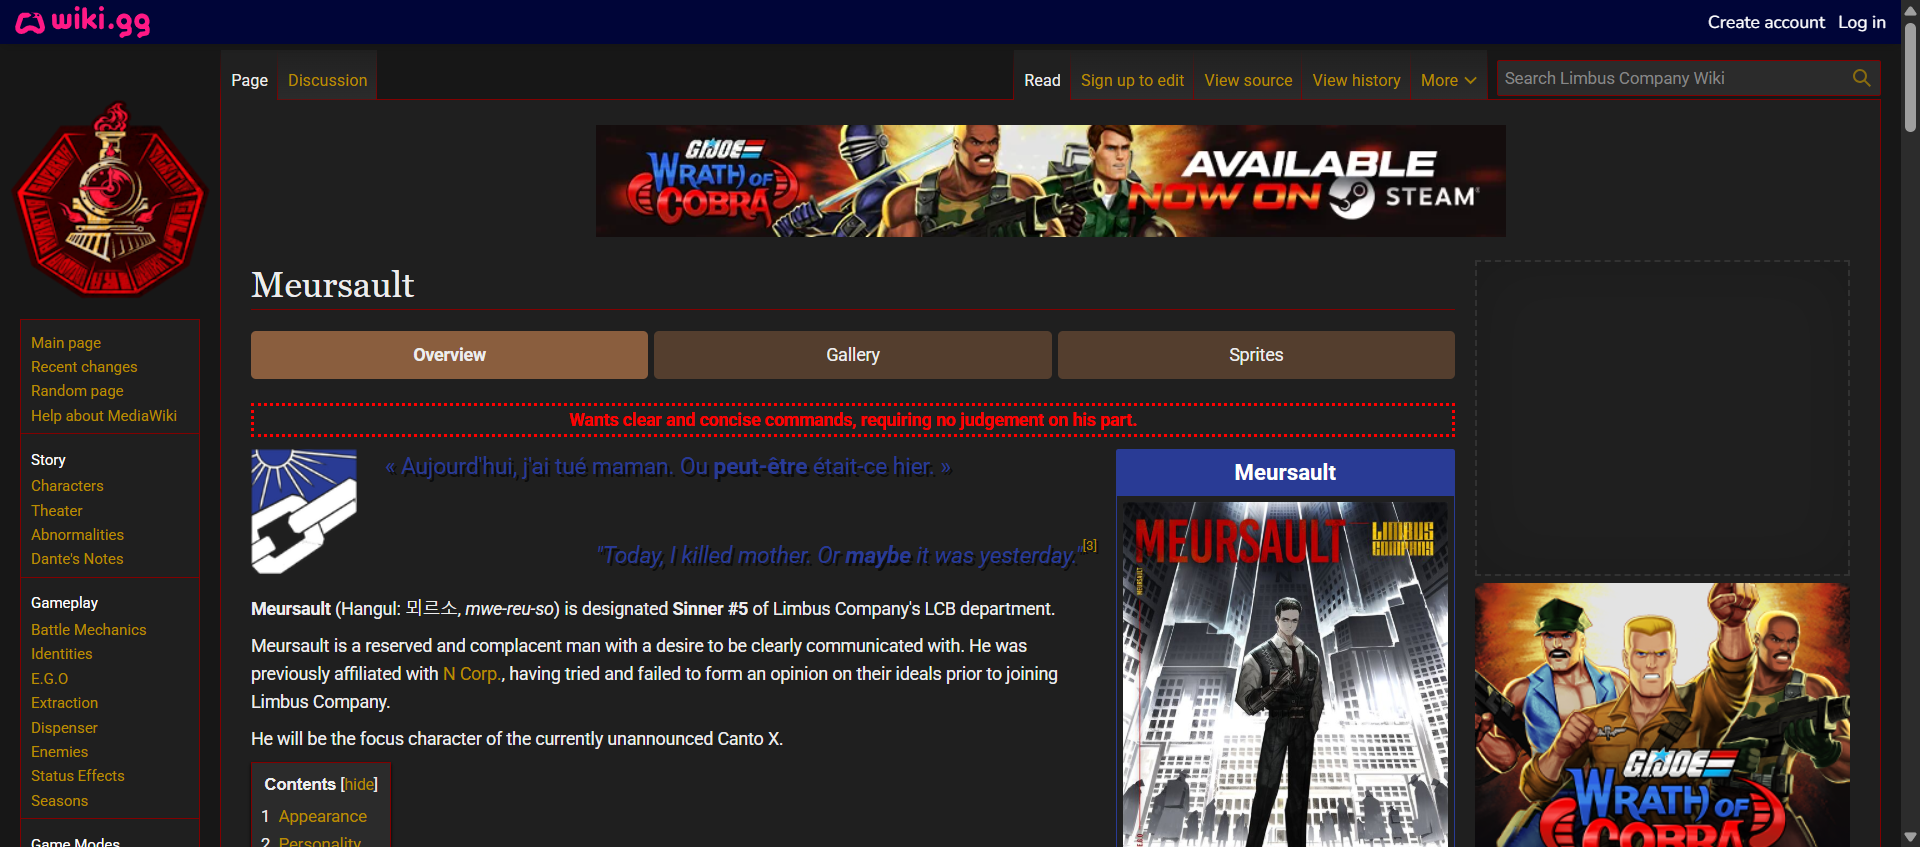 wiki.gg
Create account Log in
Page Discussion
Read Sign up to edit View source View history More
Search Limbus Company Wiki
G.I.JOE
WRATH OF
COBRA
AVAILABLE
NOW ON STEAM
Meursault
Overview Gallery Sprites
Wants clear and concise commands, requiring no judgement on his part.
« Aujourd'hui, j'ai tué maman. Ou peut-être était-ce hier. »
"Today, I killed mother. Or maybe it was yesterday."[3]
Meursault (Hangul: 뫼르소, mwe-reu-so) is designated Sinner #5 of Limbus Company's LCB department.
Meursault is a reserved and complacent man with a desire to be clearly communicated with. He was
previously affiliated with N Corp., having tried and failed to form an opinion on their ideals prior to joining
Limbus Company.
He will be the focus character of the currently unannounced Canto X.
Contents [hide]
1 Appearance
2 Personality
Meursault
MEURSAULT
LIMBUS
COMPANY
MEURSAULT
Main page
Recent changes
Random page
Help about MediaWiki
Story
Characters
Theater
Abnormalities
Dante's Notes
Gameplay
Battle Mechanics
Identities
E.G.O
Extraction
Dispenser
Enemies
Status Effects
Seasons
Game Modes
G.I.JOE
WRATH OF
COBRA